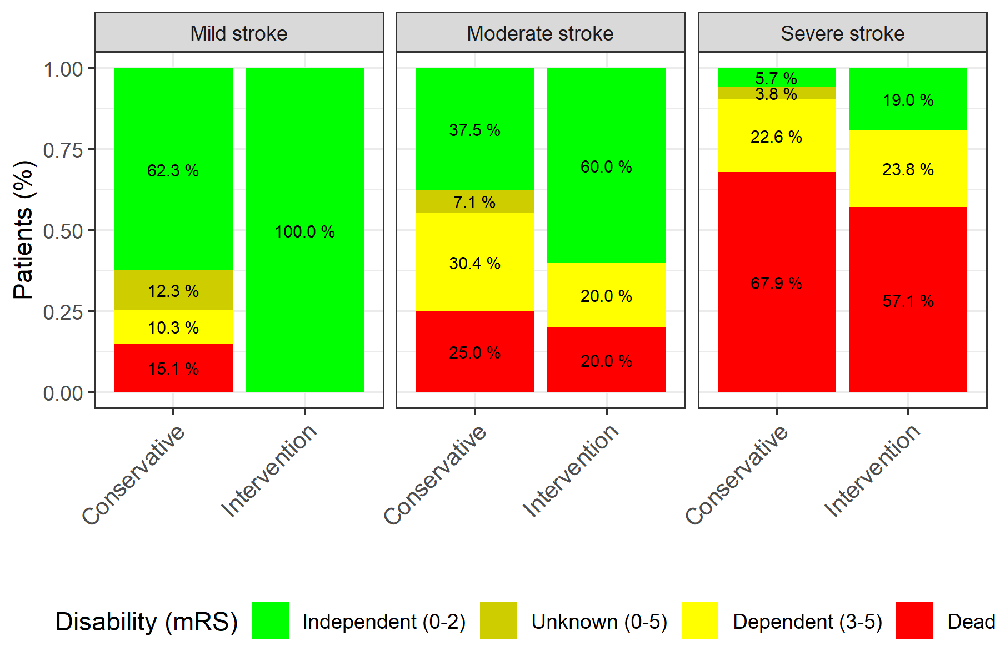 Mild stroke
Moderate stroke
Severe stroke
Patients (%)
1.00
0.75
0.50
0.25
0.00
62.3 %
12.3 %
10.3 %
15.1 %
100.0 %
37.5 %
7.1 %
30.4 %
25.0 %
60.0 %
20.0 %
20.0 %
5.7 %
3.8 %
22.6 %
67.9 %
19.0 %
23.8 %
57.1 %
Conservative
Intervention
Conservative
Intervention
Conservative
Intervention
Disability (mRS) Independent (0-2) Unknown (0-5) Dependent (3-5) Dead